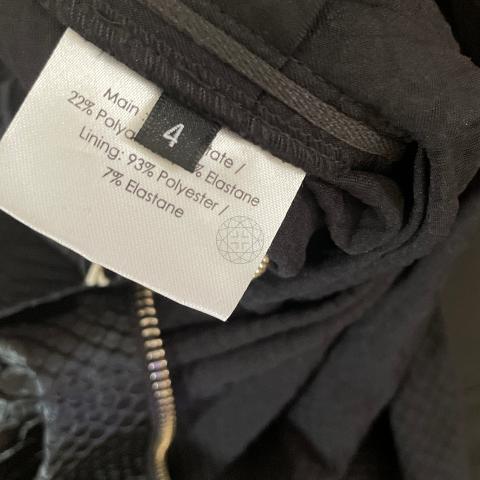 Main
22% Polya ate /
% Elastane
Lining: 93% Polyester /
7% Elastane
4